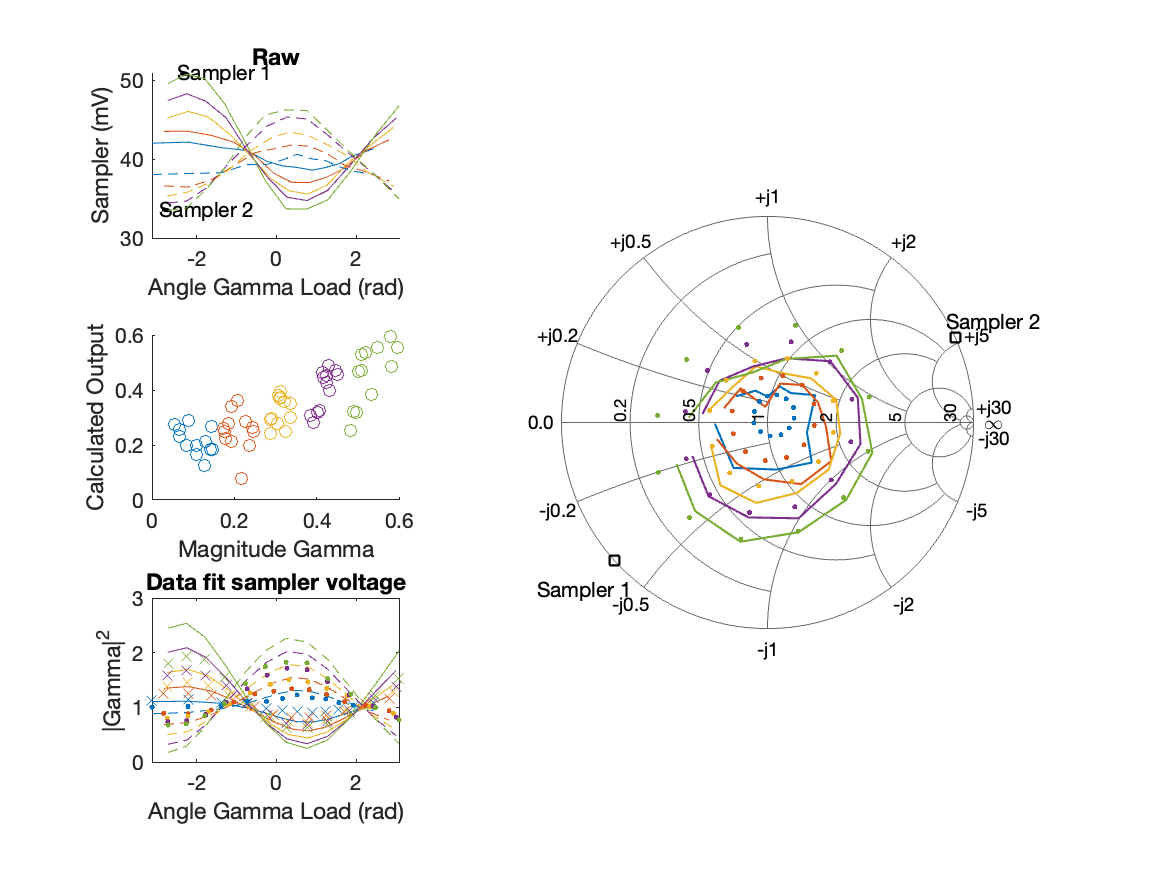 Raw
Sampler 1
50
40
30
Sampler (mV)
Sampler 2
-2
0
2
Angle Gamma Load (rad)
0.6
0.4
0.2
0
Calculated Output
0
0.2
0.4
0.6
Magnitude Gamma
Data fit sampler voltage
3
2
1
0
|Gamma|²
-2
0
2
Angle Gamma Load (rad)
+j1
+j0.5
+j2
+j0.2
Sampler 2
+j5
0.0
0.2
0.5
1
2
5
30
+j30
∞
-j30
-j0.2
-j5
Sampler 1
-j0.5
-j2
-j1